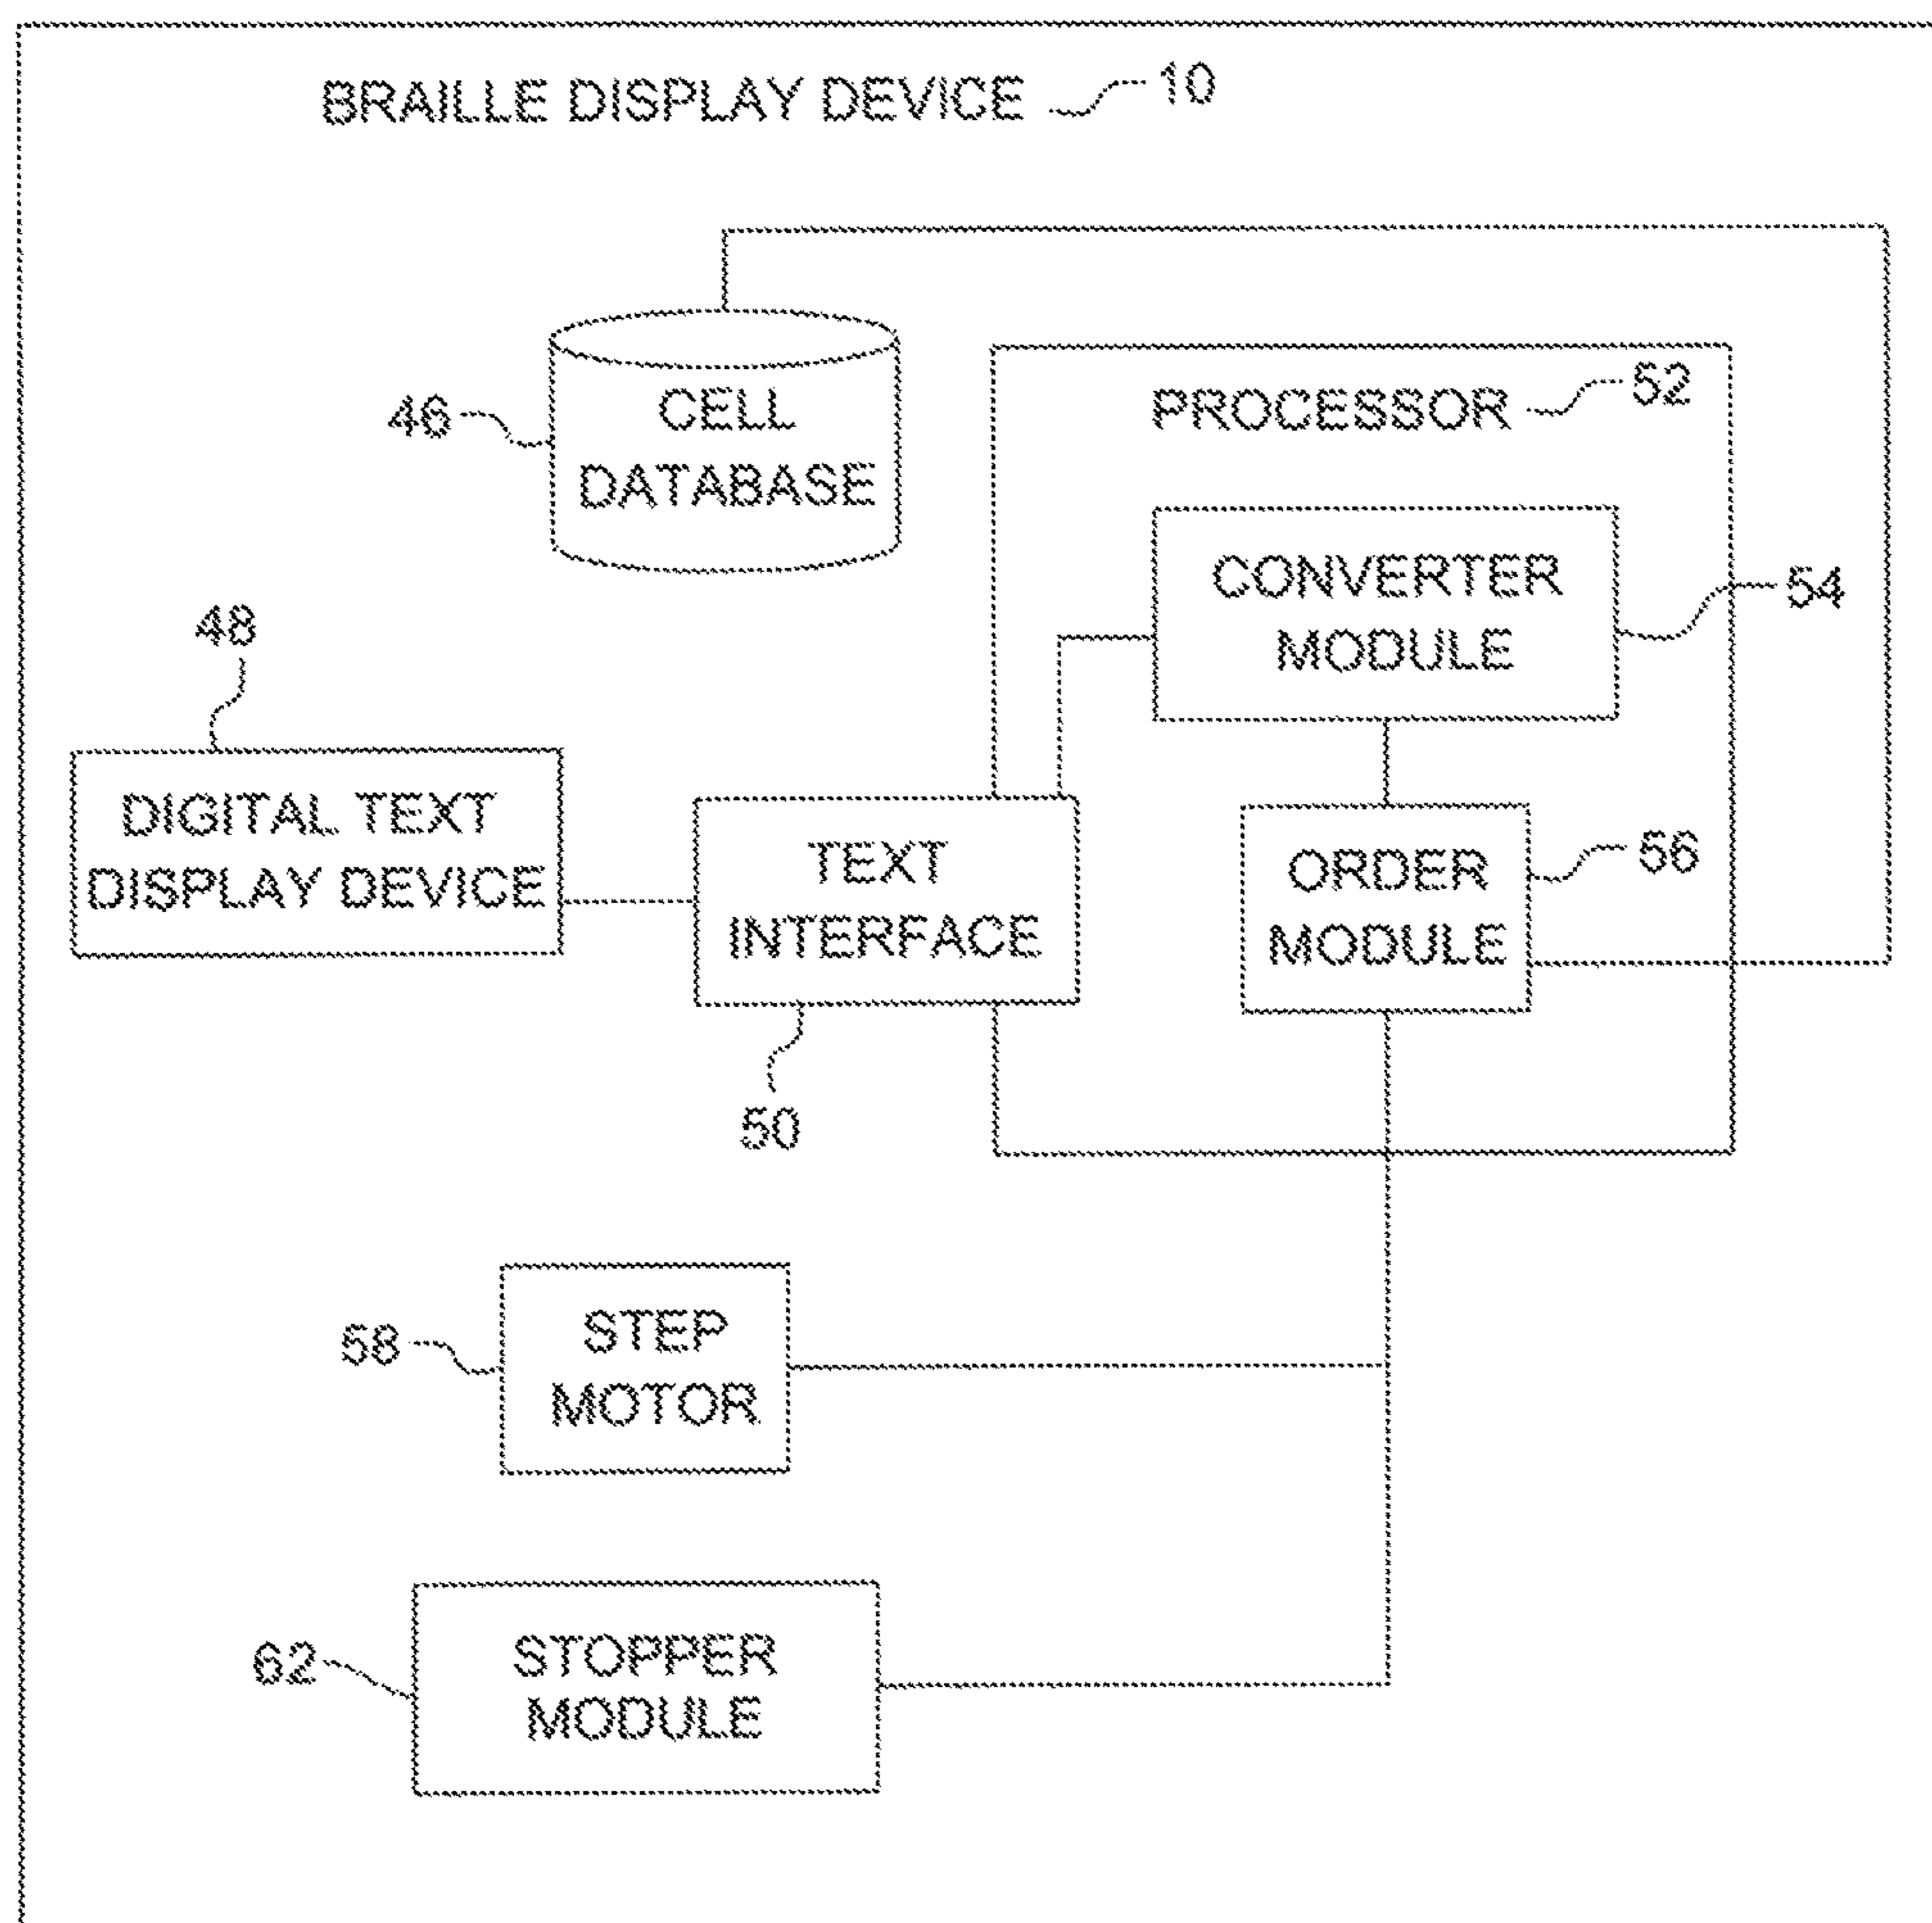 BRAILLE DISPLAY DEVICE 10
46
CELL
DATABASE
PROCESSOR 52
CONVERTER
MODULE
54
48
DIGITAL TEXT
DISPLAY DEVICE
TEXT
INTERFACE
50
ORDER
MODULE
56
58
STEP
MOTOR
62
STOPPER
MODULE